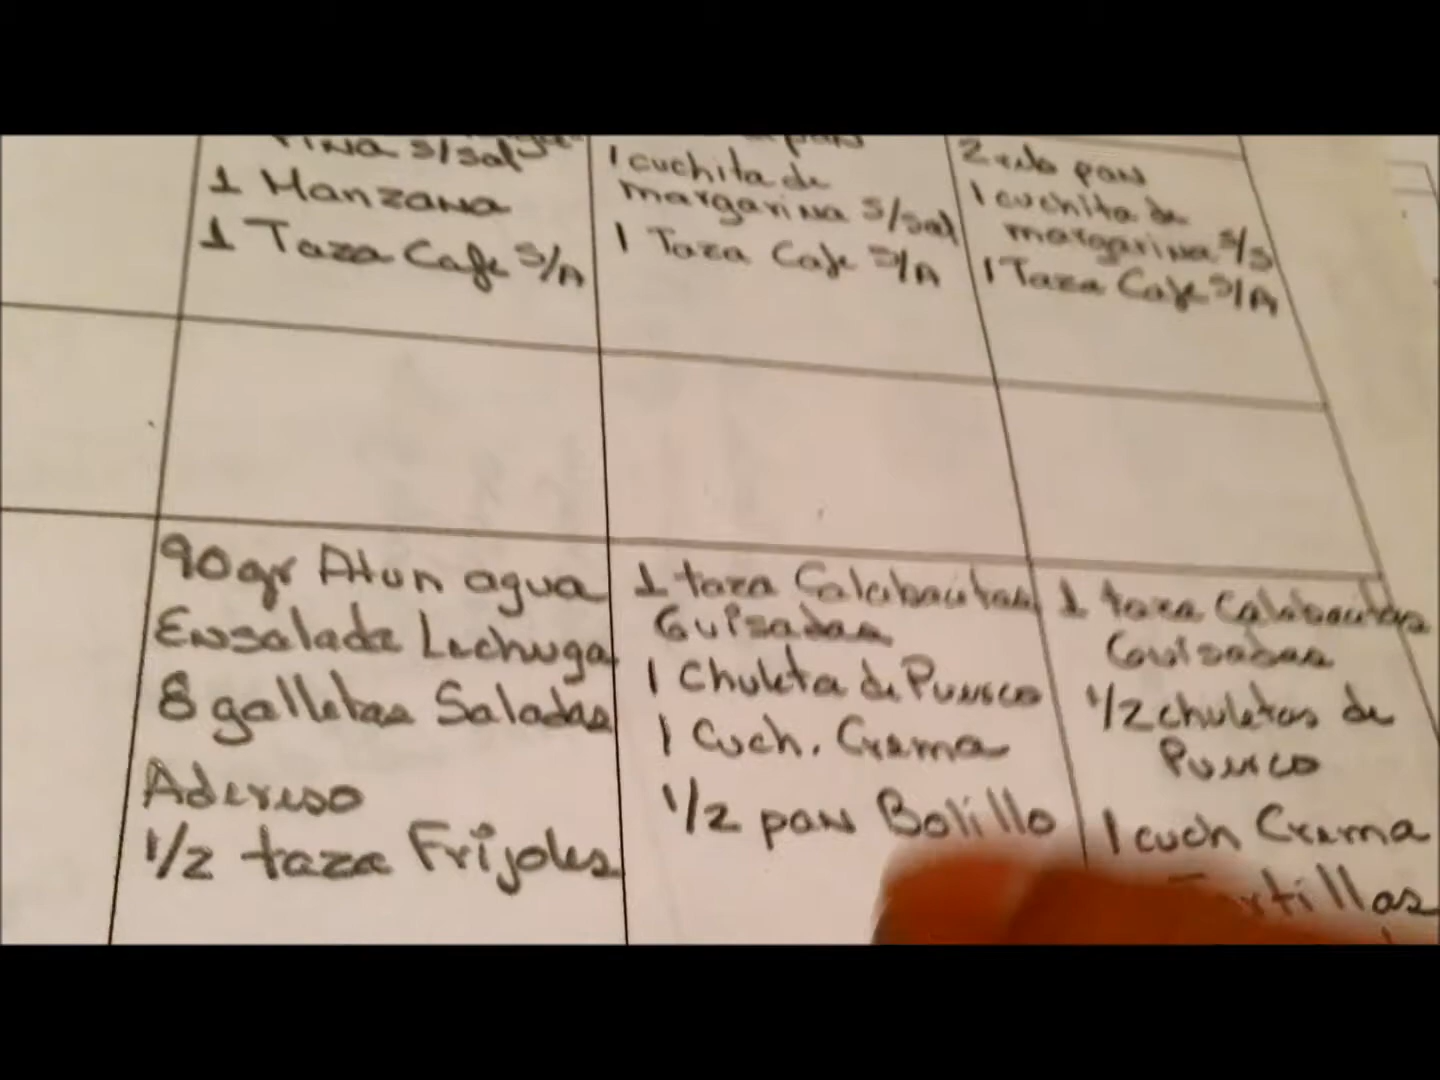 s/sal
1 Manzana
1 Taza Cafe S/A
pan
1 cuchita de
margarina s/sal
1 Taza Cafe S/A
pan
1 cuchita de
margarina s/s
1 Taza Cafe S/A
90gr Atun agua
Ensalada Lechuga
8 galletas Saladas
Adereso
1/2 taza Frijoles
1 taza Calabacitas
Guisadas
1 Chuleta de Puerco
1 Cuch. Crema
1/2 pan Bolillo
1 taza Calabacitas
Guisadas
1/2 chuletas de
Puerco
1 cuch Crema